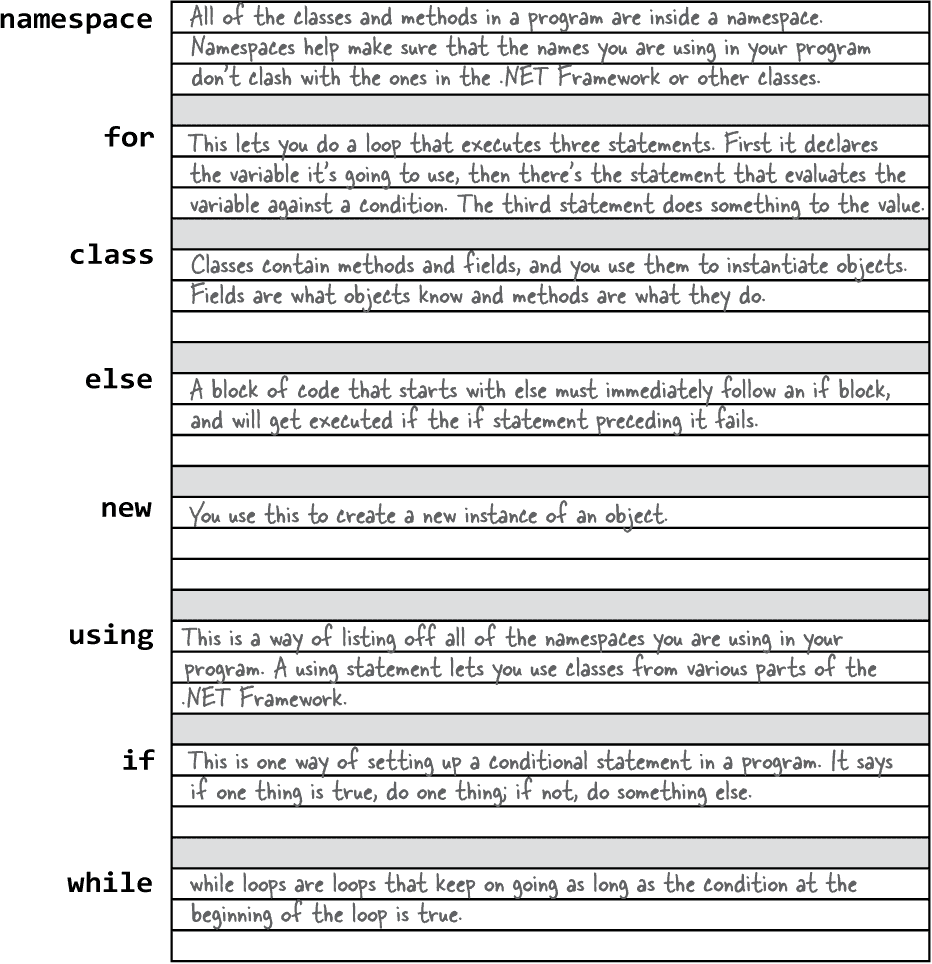 namespace All of the classes and methods in a program are inside a namespace.
Namespaces help make sure that the names you are using in your program
don't clash with the ones in the .NET Framework or other classes.
for This lets you do a loop that executes three statements. First it declares
the variable it's going to use, then there's the statement that evaluates the
variable against a condition. The third statement does something to the value.
class Classes contain methods and fields, and you use them to instantiate objects.
Fields are what objects know and methods are what they do.
else A block of code that starts with else must immediately follow an if block,
and will get executed if the if statement preceding it fails.
new You use this to create a new instance of an object.
using This is a way of listing off all of the namespaces you are using in your
program. A using statement lets you use classes from various parts of the
.NET Framework.
if This is one way of setting up a conditional statement in a program. It says
if one thing is true, do one thing; if not, do something else.
while while loops are loops that keep on going as long as the condition at the
beginning of the loop is true.